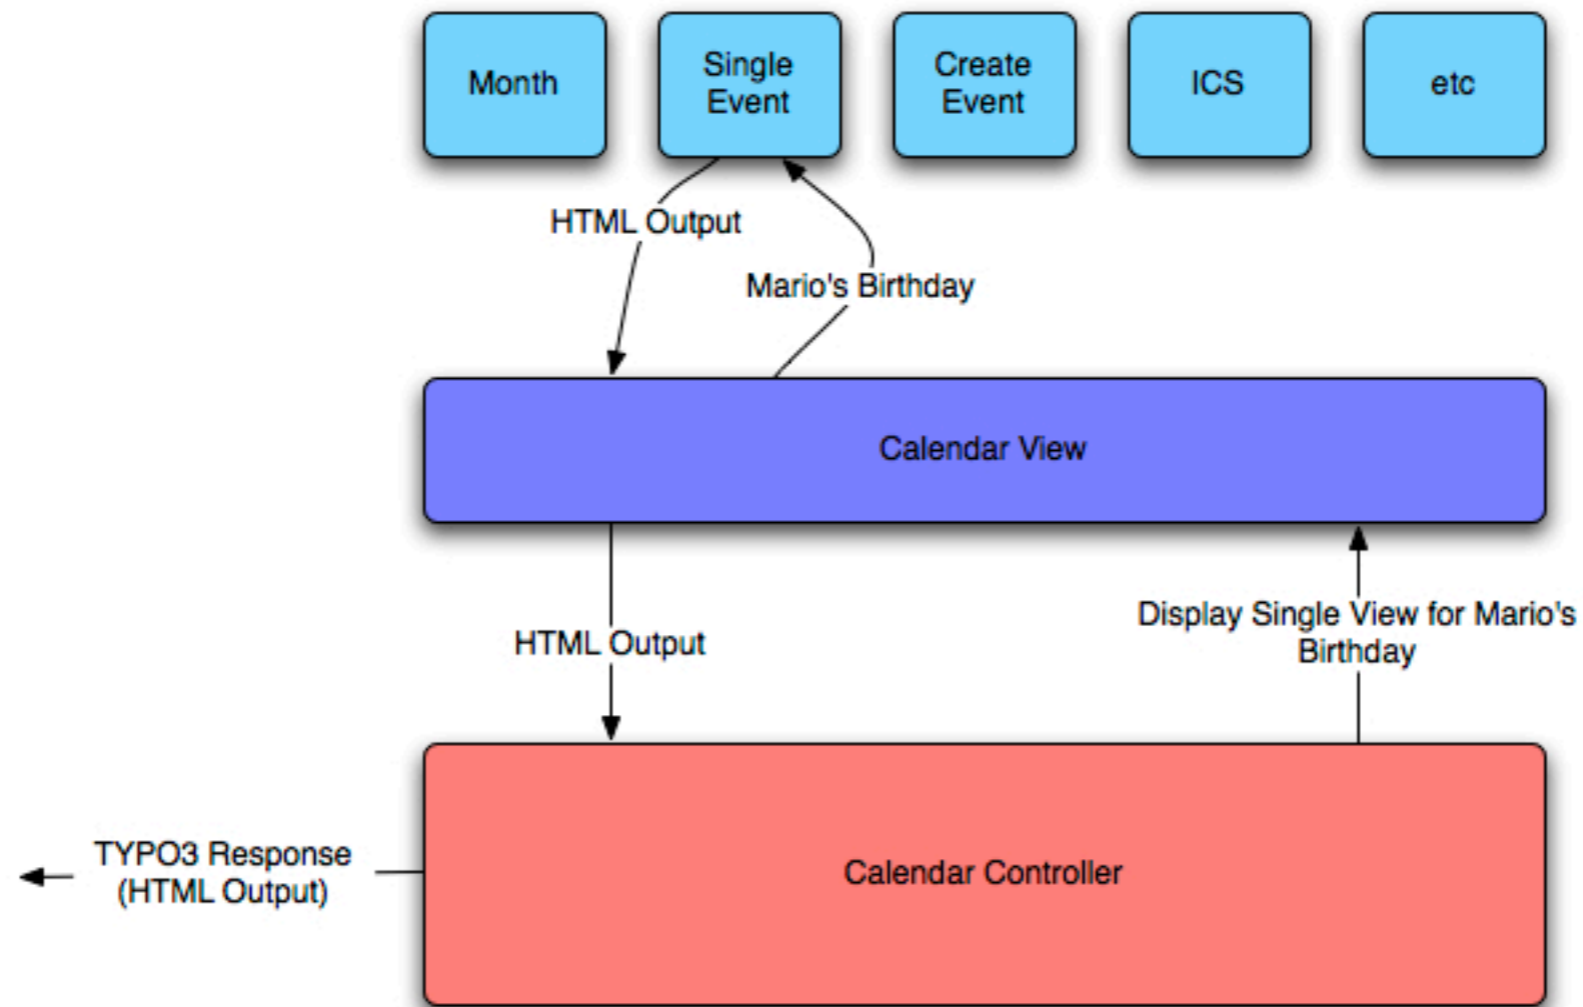 Month
Single
Event
Create
Event
ICS
etc
HTML Output
Mario's Birthday
Calendar View
HTML Output
Display Single View for Mario's
Birthday
TYPO3 Response
(HTML Output)
Calendar Controller